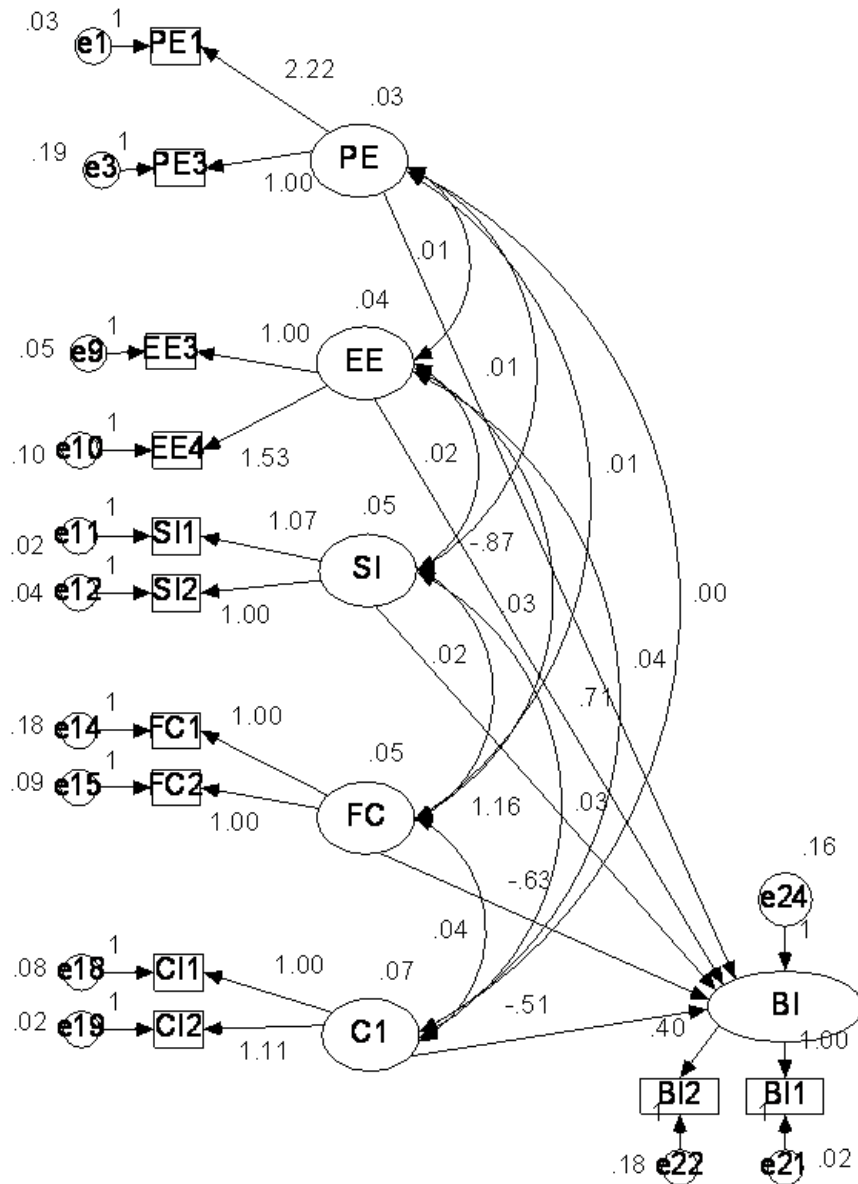 .03 1
e1 PE1
2.22
.03
.19 1
e3 PE3
1.00
PE
.01
.04
1
.05 e9 EE3
1.00
EE
.01
1
.10 e10 EE4
1.53
.02
.01
1
.02 e11 SI1
1.07
.05
-.87
SI
.00
1
.04 e12 SI2
1.00
.03
.02
.04
.71
1
.18 e14 FC1
1.00
.05
1
.09 e15 FC2
1.00
FC
1.16
.03
-.63
.16
e24
1
.04
1
.08 e18 CI1
1.00
.07
1
.02 e19 CI2
1.11
C1
-.51
BI
.40
1.00
BI2 BI1
1 1
.18 e22 e21 .02